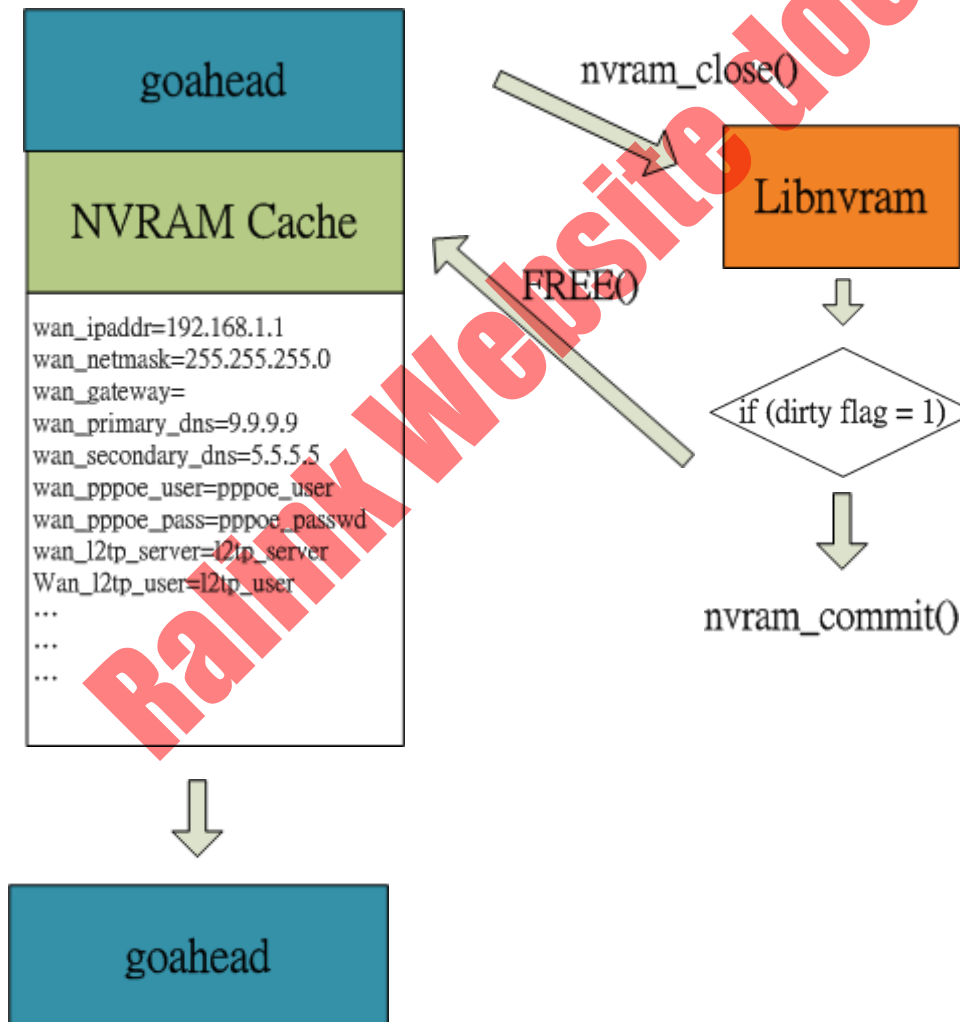 goahead
nvram_close()
Libnvram
NVRAM Cache
FREE()
wan_ipaddr=192.168.1.1
wan_netmask=255.255.255.0
wan_gateway=
wan_primary_dns=9.9.9.9
wan_secondary_dns=5.5.5.5
wan_pppoe_user=pppoe_user
wan_pppoe_pass=pppoe_passwd
wan_l2tp_server=l2tp_server
Wan_l2tp_user=l2tp_user
...
...
...
if (dirty flag = 1)
nvram_commit()
goahead
Ralink Website